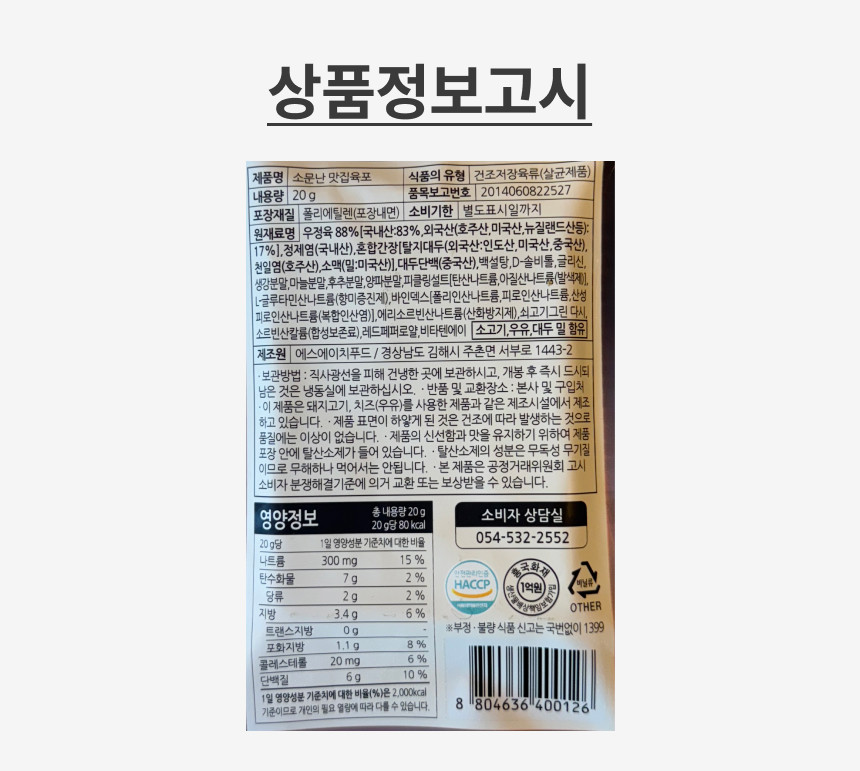 상품정보고시
제품명 소문난 맛집육포 식품의 유형 건조저장육류(살균제품)
내용량 20 g 품목보고번호 2014060822527
포장재질 폴리에틸렌(포장내면) 소비기한 별도표시일까지
원재료명 우정육 88%[국내산:83%,외국산(호주산,미국산,뉴질랜드산등):
17%],정제염(국내산),혼합간장[탈지대두(외국산:인도산,미국산,중국산),
천일염(호주산),소맥(밀:미국산)],대두단백(중국산),백설탕,D-솔비톨,글리신,
생강분말,마늘분말,후추분말,양파분말,피클링설트[탄산나트륨,아질산나트륨(발색제)],
L-글루타민산나트륨(향미증진제),바인덱스[폴리인산나트륨,피로인산나트륨,산성
피로인산나트륨(복합인산염)],에리소르빈산나트륨(산화방지제),쇠고기그린 다시,
소르빈산칼륨(합성보존료),레드페퍼로얄,비타텐에이 소고기,우유,대두 밀 함유
제조원 에스에이치푸드 / 경상남도 김해시 주촌면 서부로 1443-2
·보관방법 : 직사광선을 피해 건냉한 곳에 보관하시고, 개봉 후 즉시 드시되
남은 것은 냉동실에 보관하십시오. ·반품 및 교환장소 : 본사 및 구입처
·이 제품은 돼지고기, 치즈(우유)를 사용한 제품과 같은 제조시설에서 제조
하고 있습니다. ·제품 표면이 하얗게 된 것은 건조에 따라 발생하는 것으로
품질에는 이상이 없습니다. ·제품의 신선함과 맛을 유지하기 위하여 제품
포장 안에 탈산소제가 들어 있습니다. ·탈산소제의 성분은 무독성 무기질
이므로 무해하나 먹어서는 안됩니다. ·본 제품은 공정거래위원회 고시
소비자 분쟁해결기준에 의거 교환 또는 보상받을 수 있습니다.
영양정보 총 내용량 20 g
20 g당 80 kcal
20 g당 1일 영양성분 기준치에 대한 비율
나트륨 300 mg 15 %
탄수화물 7 g 2 %
당류 2 g 2 %
지방 3.4 g 6 %
트랜스지방 0 g -
포화지방 1.1 g 8 %
콜레스테롤 20 mg 6 %
단백질 6 g 10 %
1일 영양성분 기준치에 대한 비율(%)은 2,000kcal
기준이므로 개인의 필요 열량에 따라 다를 수 있습니다.
소비자 상담실
054-532-2552
안전관리인증
HACCP
흥국화재
1억원
생산물배상책임보험가입
비닐류
OTHER
※부정·불량 식품 신고는 국번없이 1399
8 804636 400126